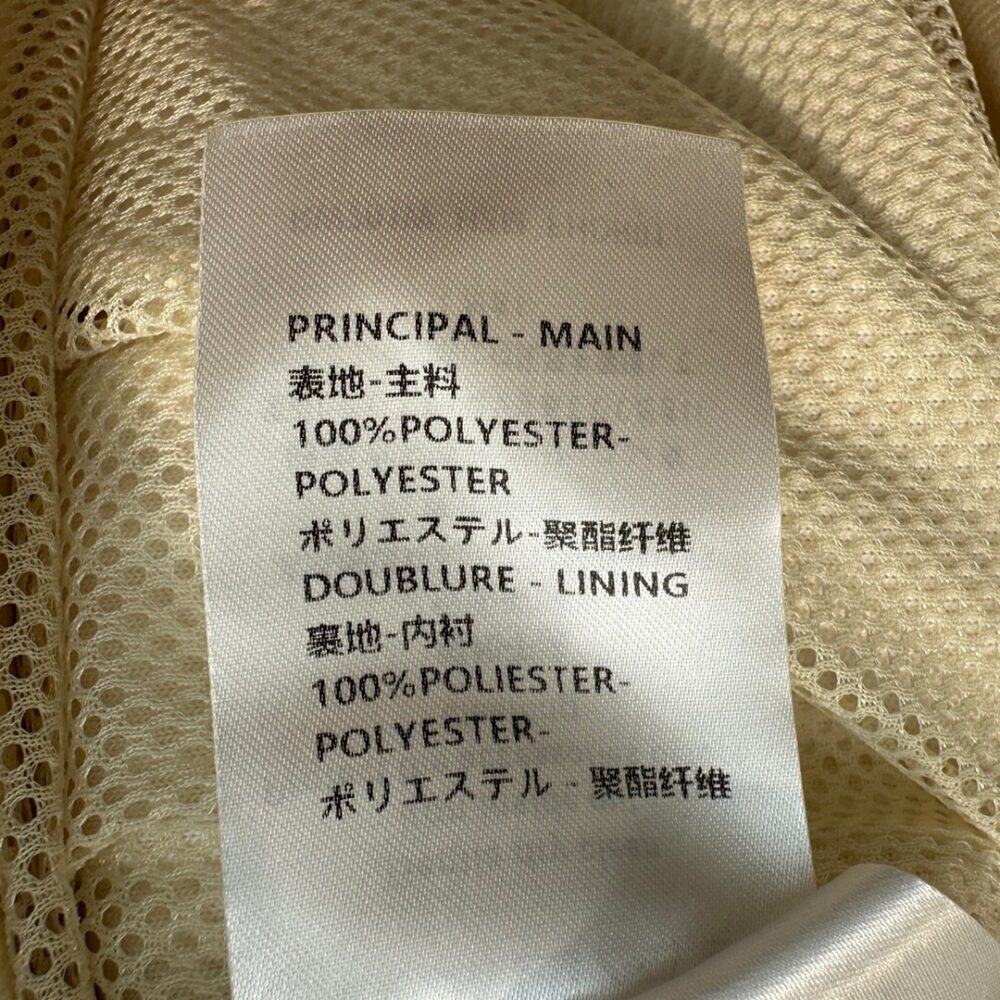 PRINCIPAL - MAIN
表地-主料
100%POLYESTER-
POLYESTER
ポリエステル-聚酯纤维
DOUBLURE - LINING
裏地-内衬
100%POLIESTER-
POLYESTER-
ポリエステル - 聚酯纤维